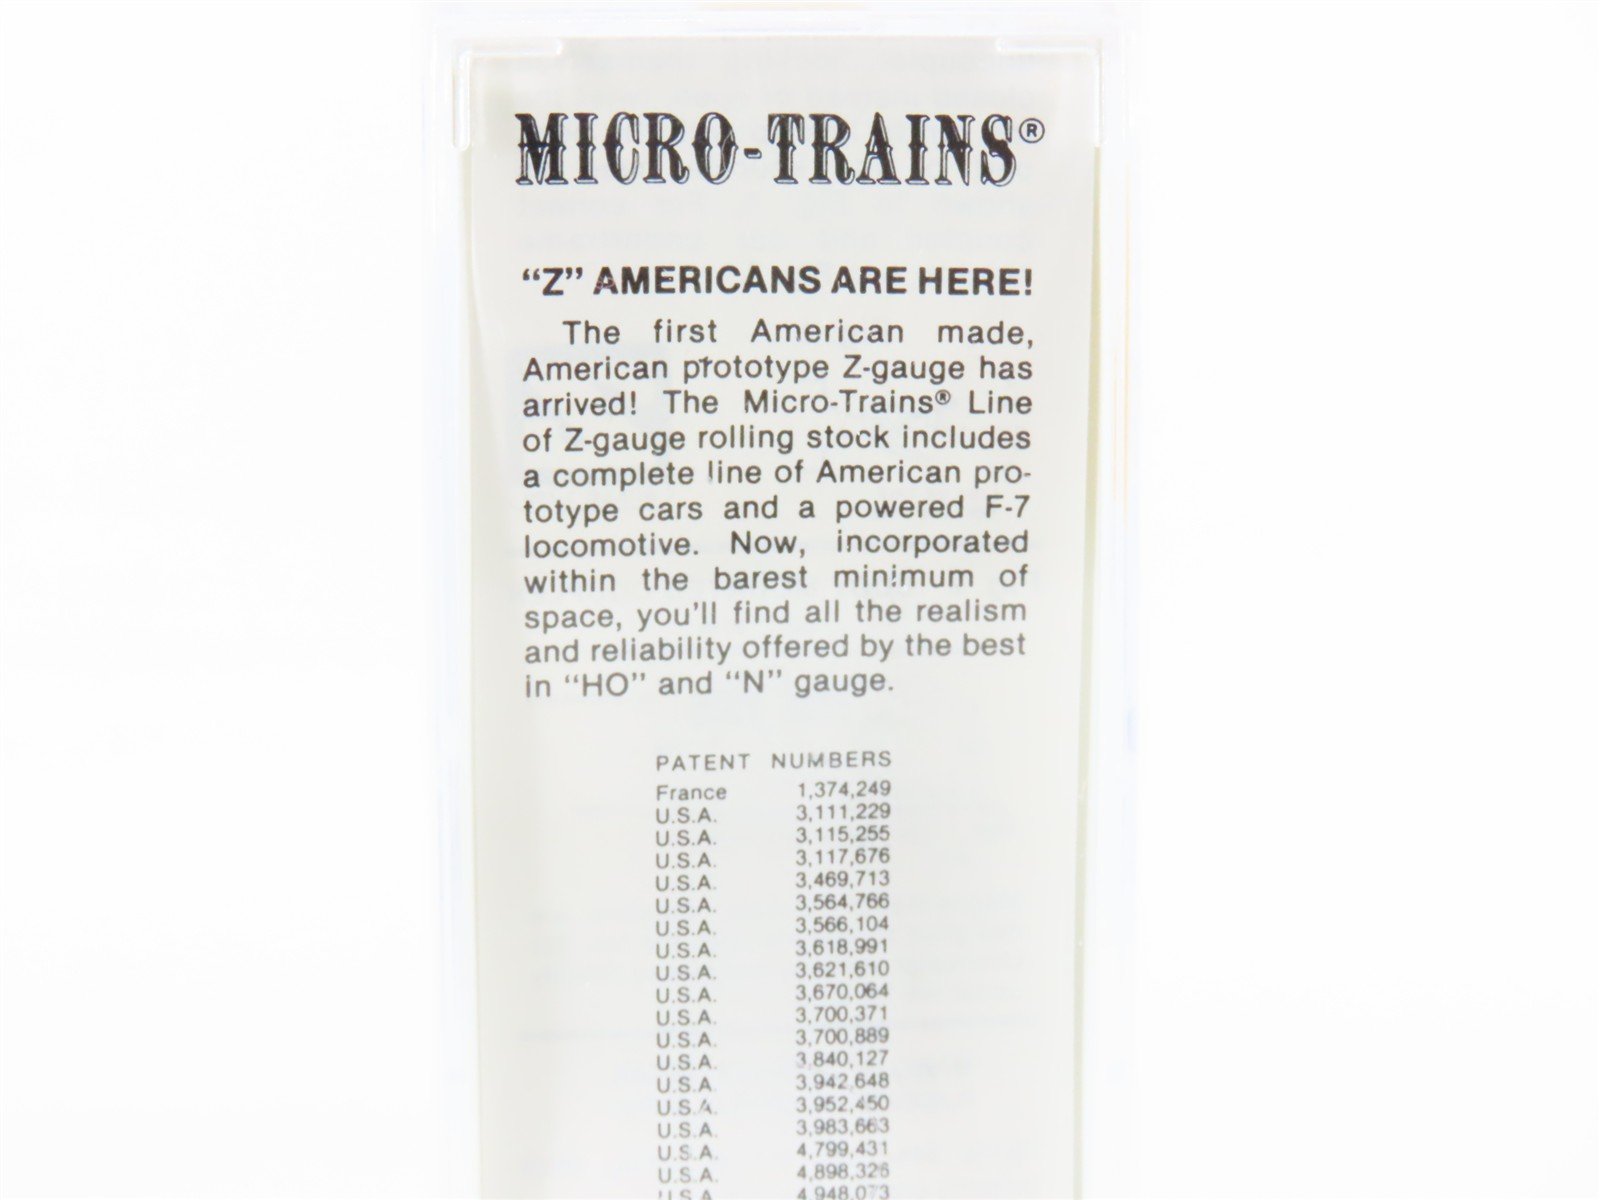 MICRO-TRAINS®
“Z” AMERICANS ARE HERE!
The first American made,
American prototype Z-gauge has
arrived! The Micro-Trains® Line
of Z-gauge rolling stock includes
a complete line of American pro-
totype cars and a powered F-7
locomotive. Now, incorporated
within the barest minimum of
space, you'll find all the realism
and reliability offered by the best
in “HO” and “N” gauge.
PATENT NUMBERS
France 1,374,249
U.S.A. 3,111,229
U.S.A. 3,115,255
U.S.A. 3,117,676
U.S.A. 3,469,713
U.S.A. 3,564,766
U.S.A. 3,566,104
U.S.A. 3,618,991
U.S.A. 3,621,610
U.S.A. 3,670,064
U.S.A. 3,700,371
U.S.A. 3,700,889
U.S.A. 3,840,127
U.S.A. 3,942,648
U.S.A. 3,952,450
U.S.A. 3,983,663
U.S.A. 4,799,431
U.S.A. 4,898,326
U.S.A. 4,948,073